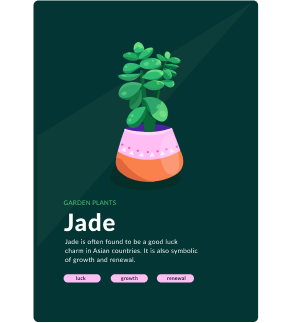 GARDEN PLANTS
Jade
Jade is often found to be a good luck
charm in Asian countries. It is also symbolic
of growth and renewal.
luck growth renewal